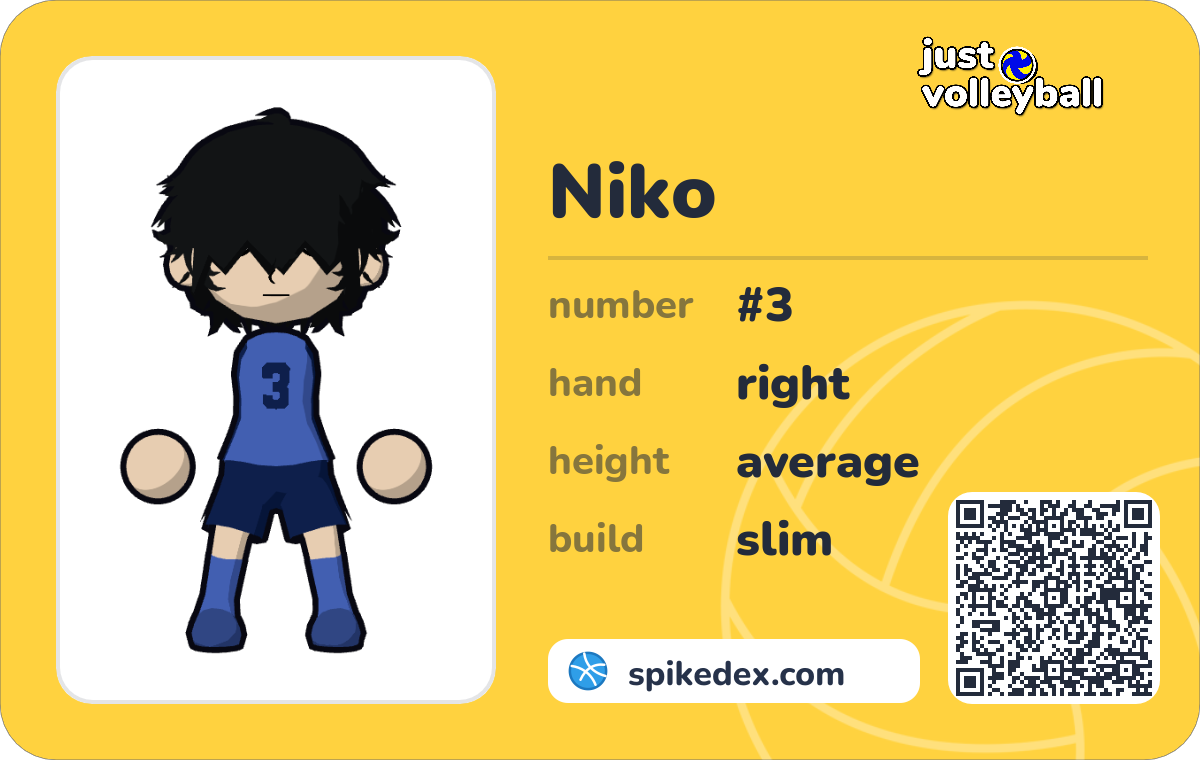 just
volleyball
Niko
number #3
hand right
height average
build slim
3
spikedex.com